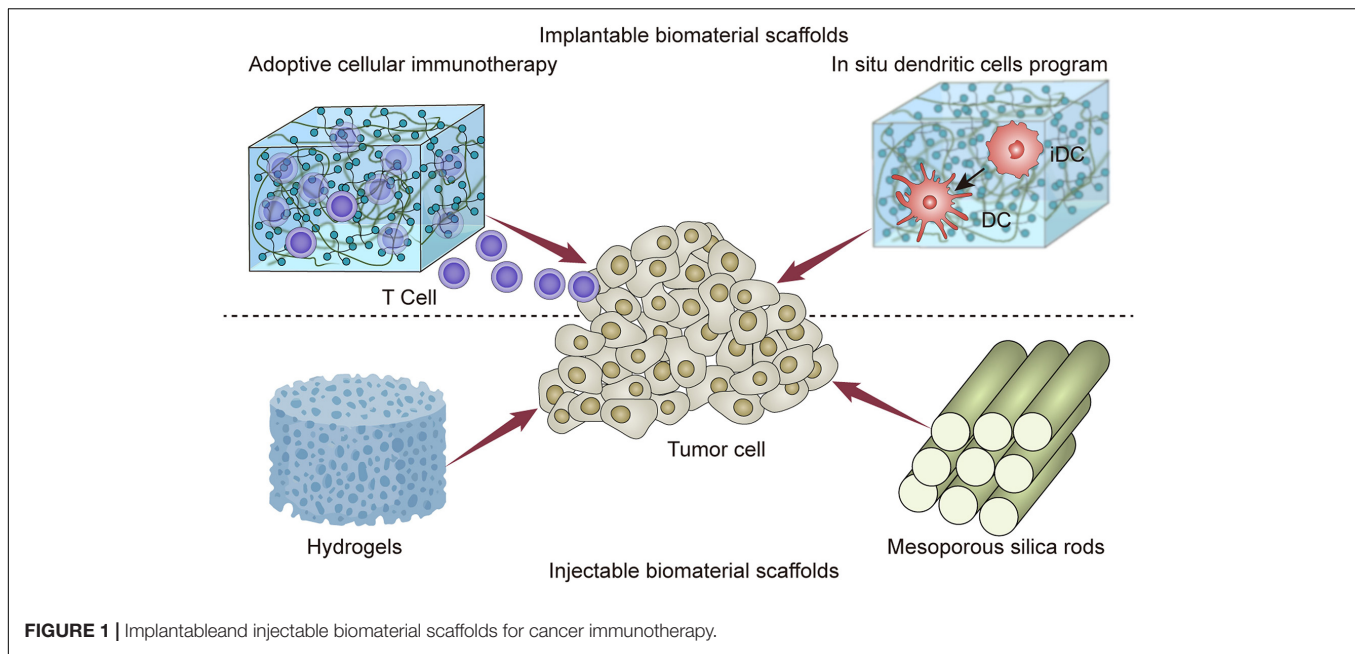 Implantable biomaterial scaffolds
Adoptive cellular immunotherapy
In situ dendritic cells program
iDC
DC
T Cell
Tumor cell
Hydrogels
Mesoporous silica rods
Injectable biomaterial scaffolds
FIGURE 1 | Implantableand injectable biomaterial scaffolds for cancer immunotherapy.